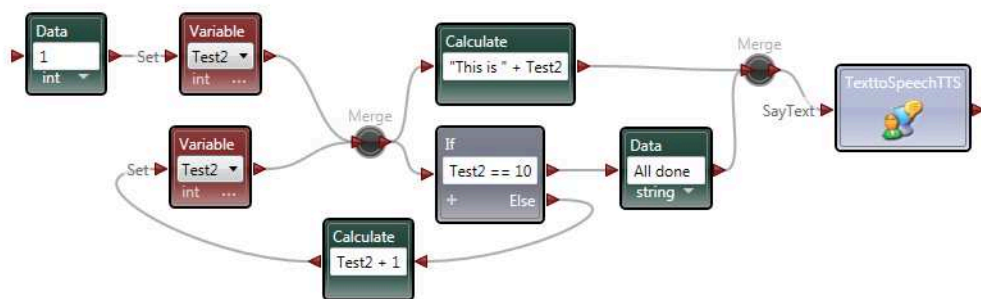 Data
1
int
Set
Variable
Test2
int ...
Merge
Calculate
"This is " + Test2
Merge
SayText
TexttoSpeechTTS
Set
Variable
Test2
int ...
If
Test2 == 10
+ Else
Data
All done
string
Calculate
Test2 + 1